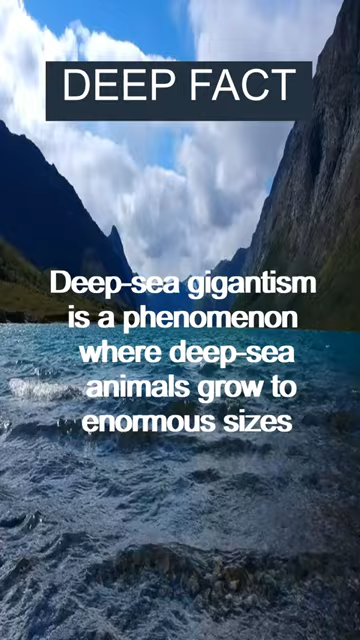 DEEP FACT
Deep-sea gigantism
is a phenomenon
where deep-sea
animals grow to
enormous sizes